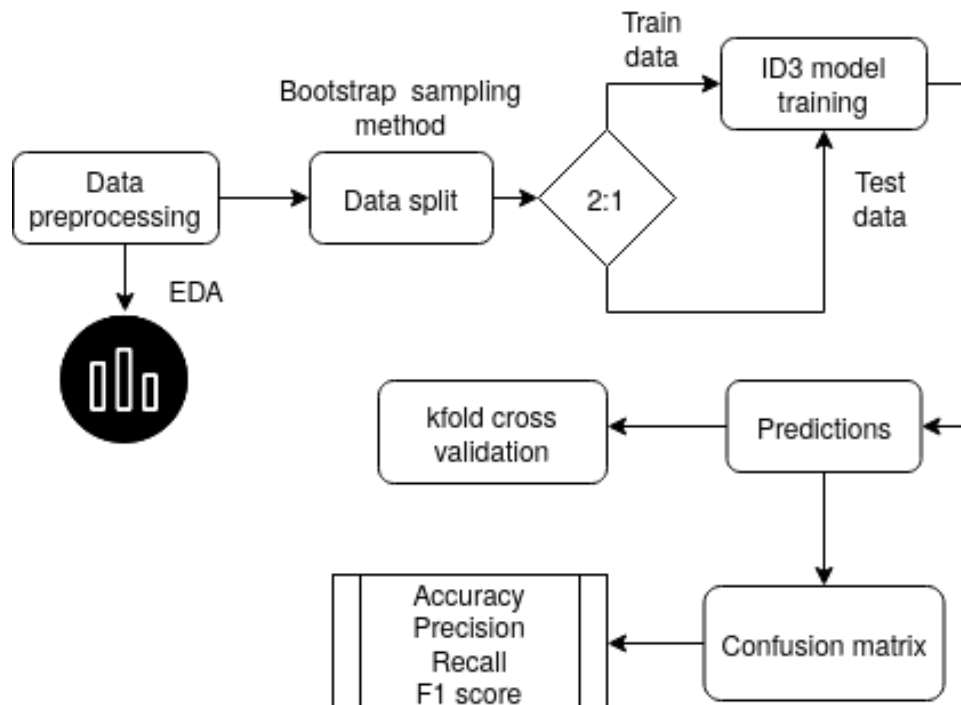 Train
data
ID3 model
training
Bootstrap sampling
method
Data
preprocessing
Data split
2:1
Test
data
EDA
kfold cross
validation
Predictions
Accuracy
Precision
Recall
F1 score
Confusion matrix